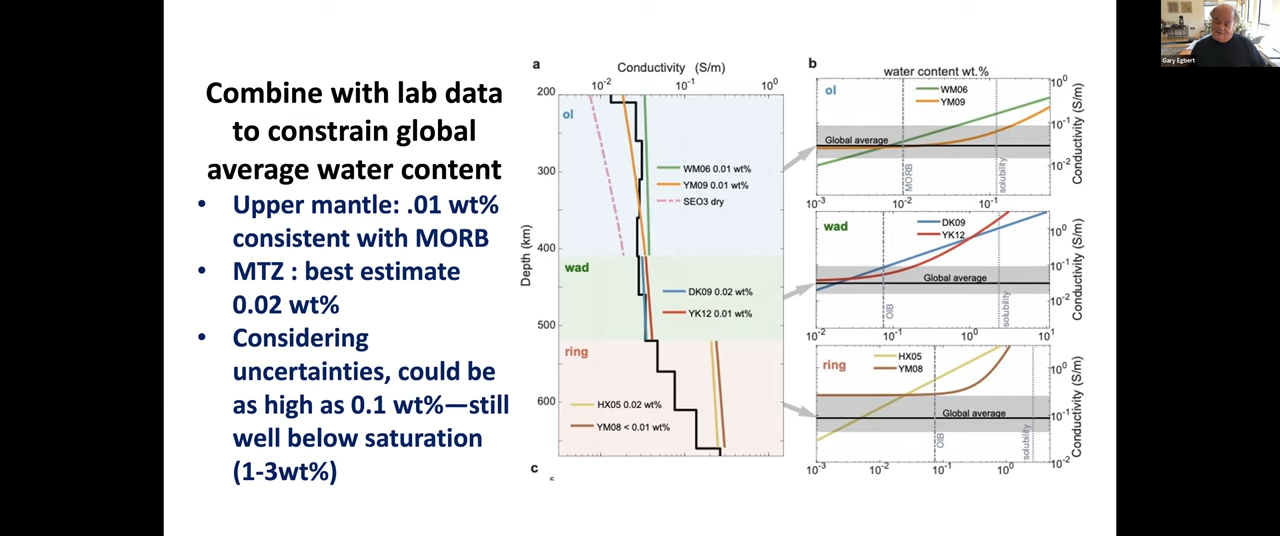 Combine with lab data
to constrain global
average water content
• Upper mantle: .01 wt%
consistent with MORB
• MTZ : best estimate
0.02 wt%
• Considering
uncertainties, could be
as high as 0.1 wt%—still
well below saturation
(1-3wt%)
a
Conductivity (S/m)
10-2 10-1 100
200
300
400
500
600
Depth (km)
ol
WM06 0.01 wt%
YM09 0.01 wt%
SEO3 dry
wad
DK09 0.02 wt%
YK12 0.01 wt%
ring
HX05 0.02 wt%
YM08 < 0.01 wt%
c
b
water content wt.%
ol
WM06
YM09
Global average
MORB
solubility
100
10-1
10-2
Conductivity (S/m)
10-3 10-2 10-1
wad
DK09
YK12
Global average
OIB
solubility
100
10-1
10-2
Conductivity (S/m)
10-2 10-1 100 101
ring
HX05
YM08
Global average
OIB
solubility
100
10-1
10-2
Conductivity (S/m)
10-3 10-2 10-1 100
Gary Egbert